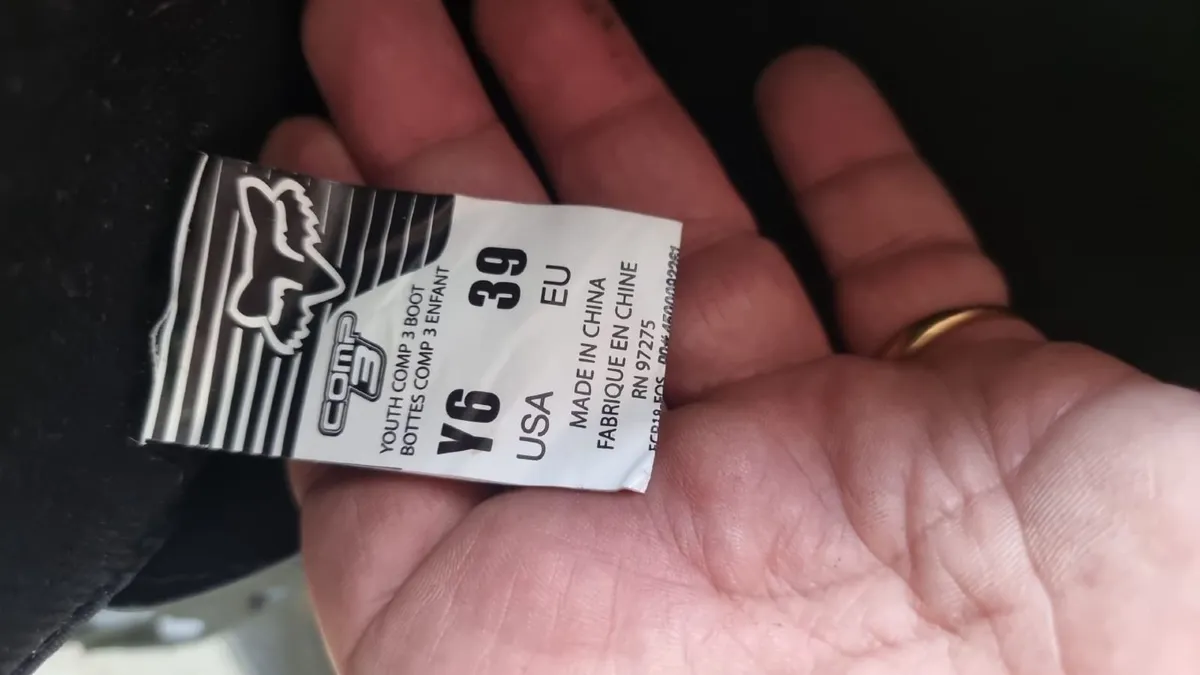 COMP 3
YOUTH COMP 3 BOOT
BOTTES COMP 3 ENFANT
Y6 39
USA EU
MADE IN CHINA
FABRIQUE EN CHINE
RN 97275